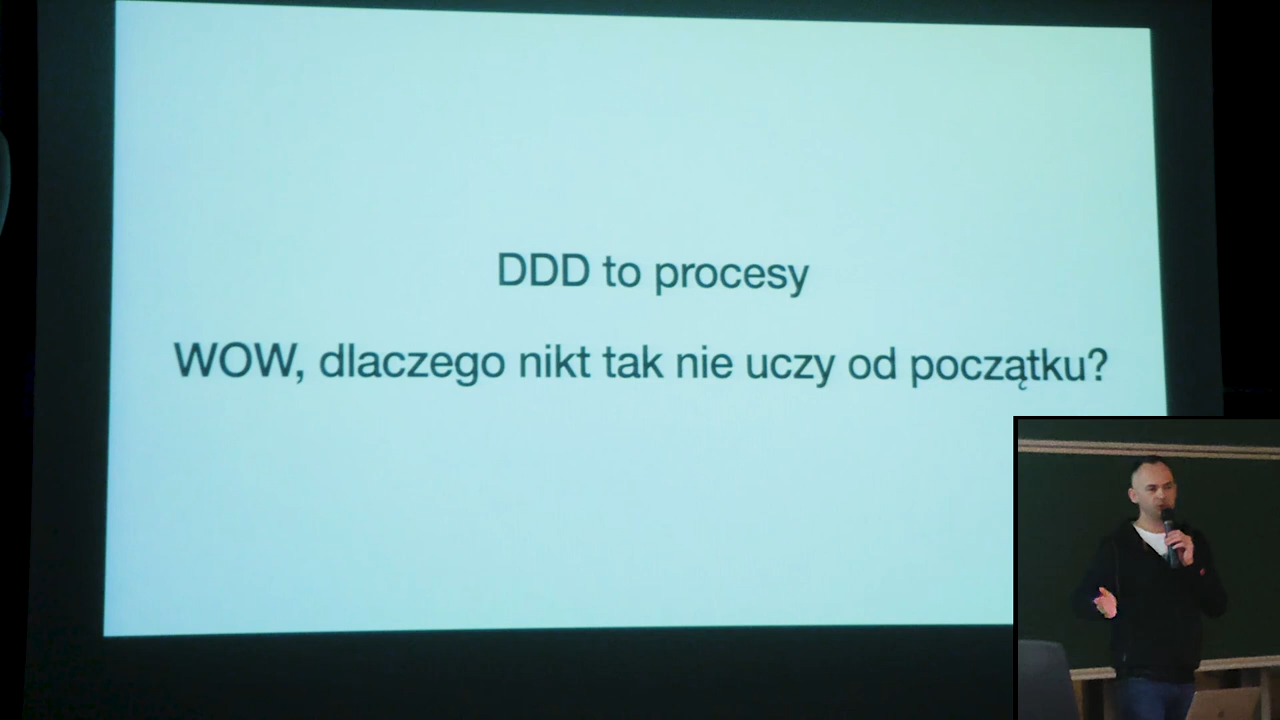 DDD to procesy
WOW, dlaczego nikt tak nie uczy od początku?